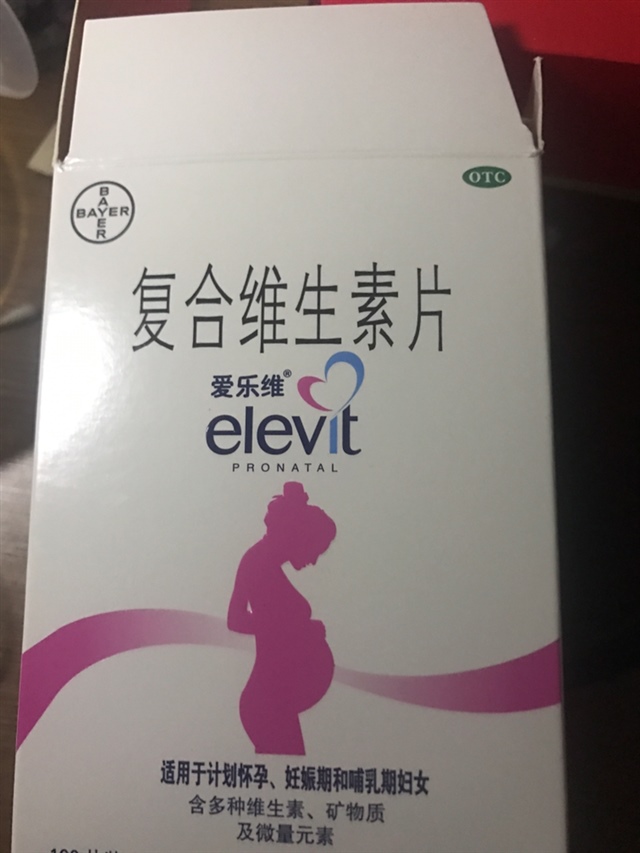 BAYER
BAYER
OTC
复合维生素片
爱乐维®
elevit
PRONATAL
适用于计划怀孕、妊娠期和哺乳期妇女
含多种维生素、矿物质
及微量元素